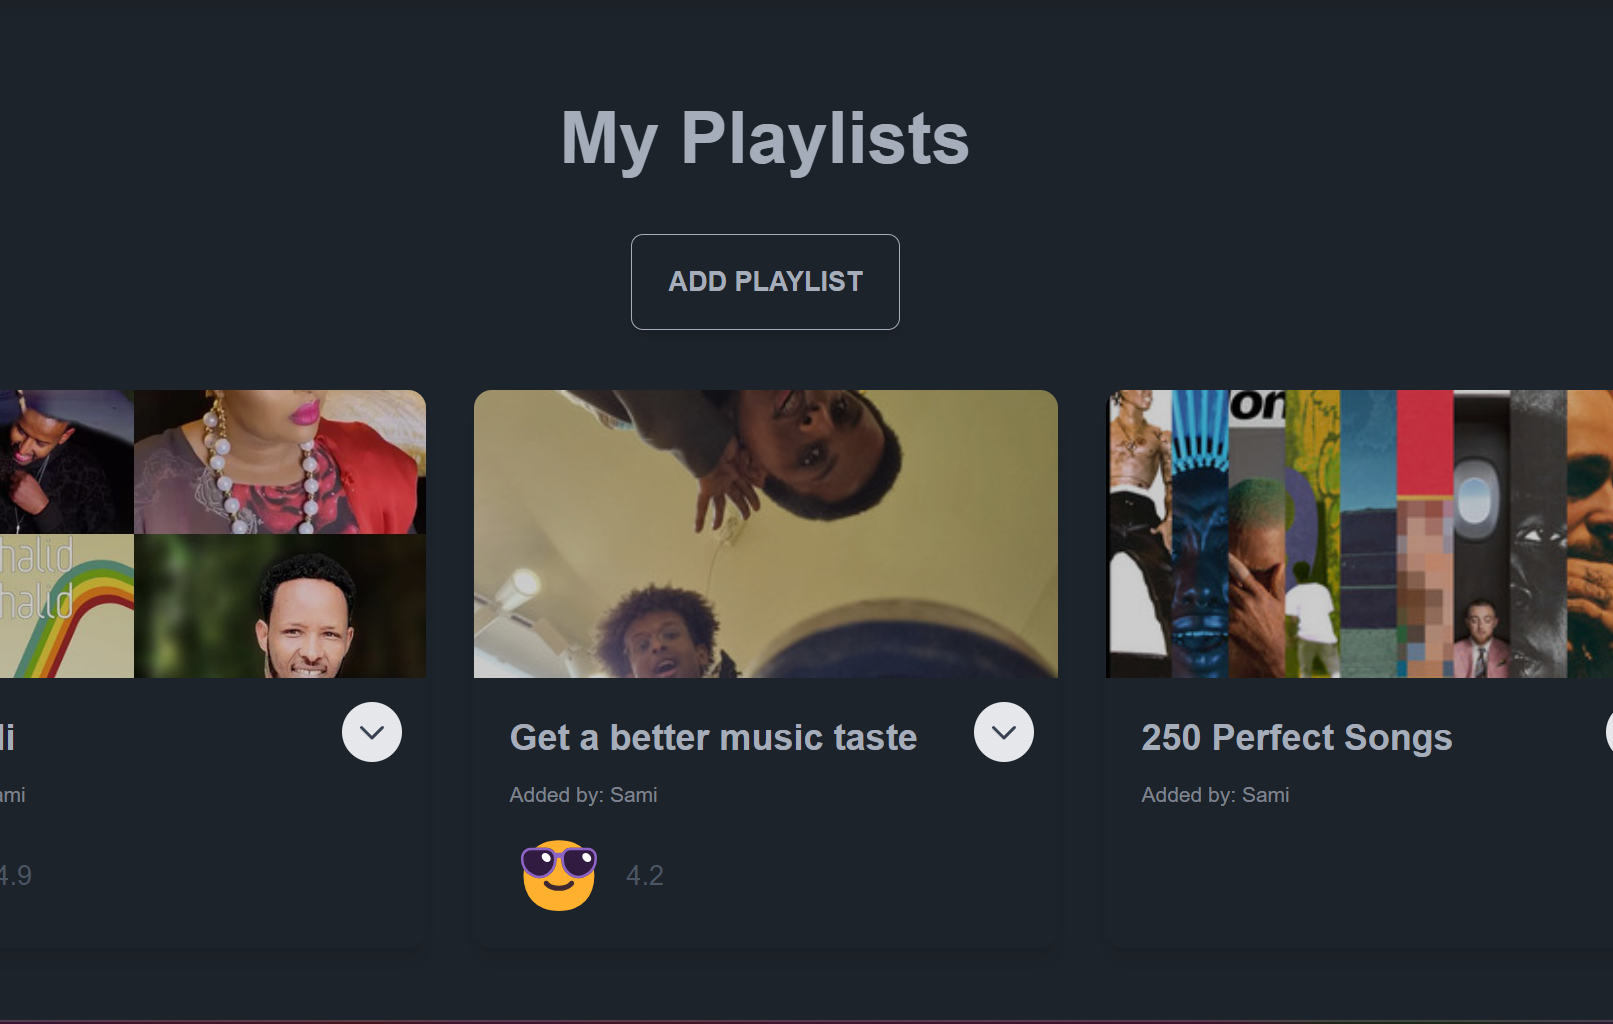 My Playlists
ADD PLAYLIST
on
halid
halid
li
Get a better music taste
250 Perfect Songs
ami
Added by: Sami
Added by: Sami
4.9
4.2